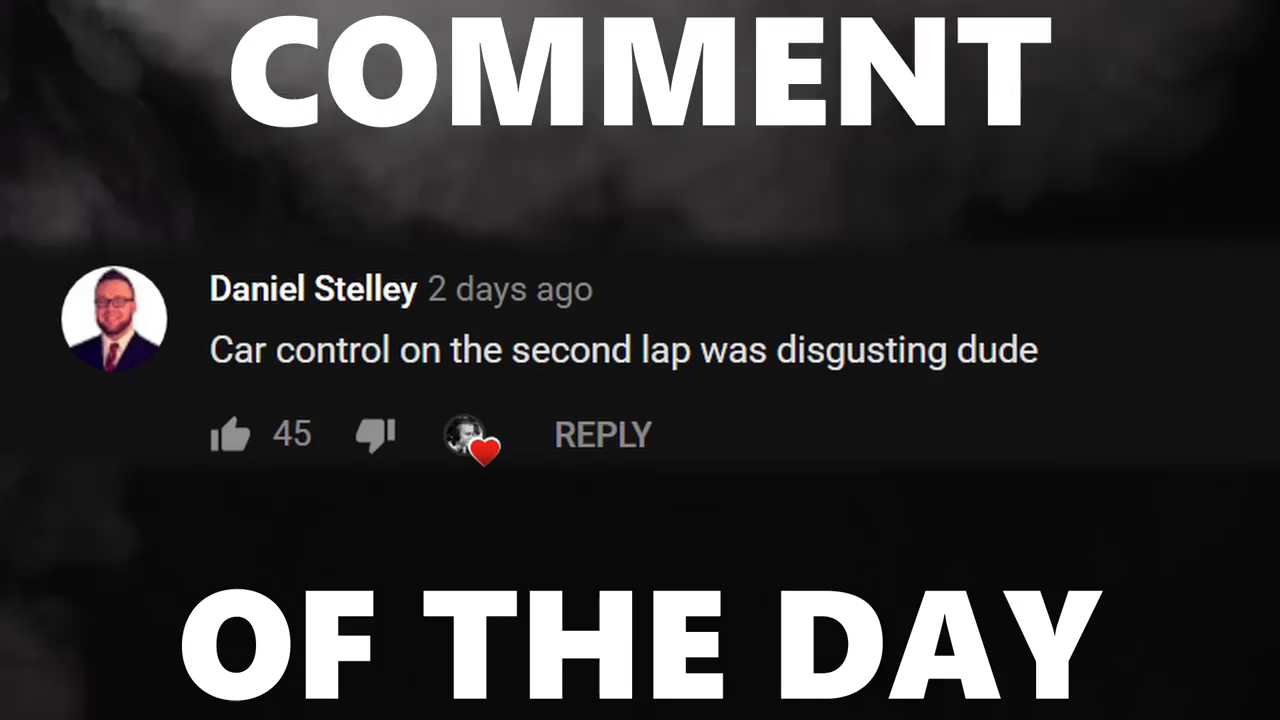 COMMENT
Daniel Stelley 2 days ago
Car control on the second lap was disgusting dude
45 REPLY
OF THE DAY